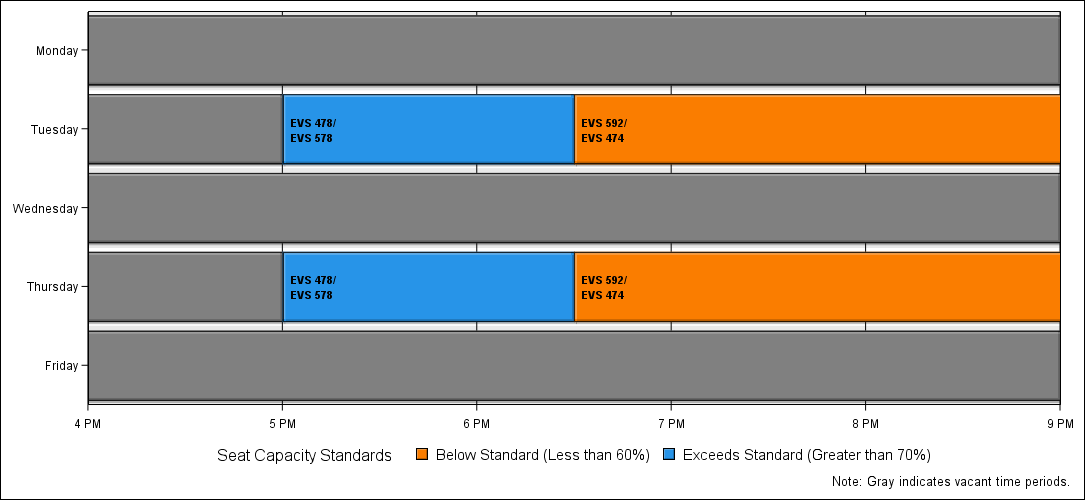 Monday
Tuesday
EVS 478/
EVS 578
EVS 592/
EVS 474
Wednesday
Thursday
EVS 478/
EVS 578
EVS 592/
EVS 474
Friday
4 PM 5 PM 6 PM 7 PM 8 PM 9 PM
Seat Capacity Standards Below Standard (Less than 60%) Exceeds Standard (Greater than 70%)
Note: Gray indicates vacant time periods.